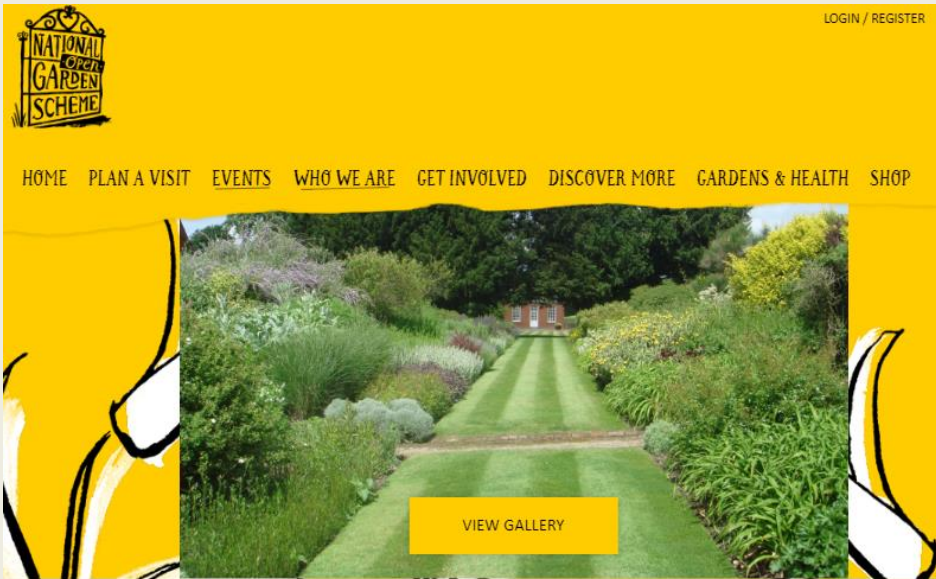 NATIONAL
Open
GARDEN
SCHEME
LOGIN / REGISTER
HOME PLAN A VISIT EVENTS WHO WE ARE GET INVOLVED DISCOVER MORE GARDENS & HEALTH SHOP
VIEW GALLERY